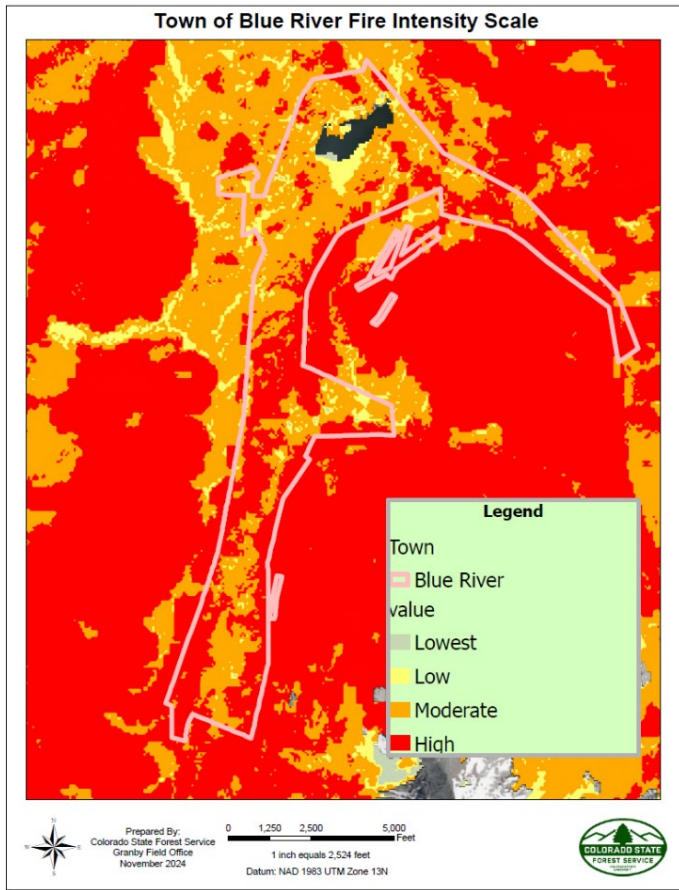 Town of Blue River Fire Intensity Scale
Legend
Town
Blue River
value
Lowest
Low
Moderate
High
N
W
E
S
Prepared By:
Colorado State Forest Service
Granby Field Office
November 2024
0 1,250 2,500 5,000
Feet
1 inch equals 2,524 feet
Datum: NAD 1983 UTM Zone 13N
COLORADO STATE
FOREST SERVICE